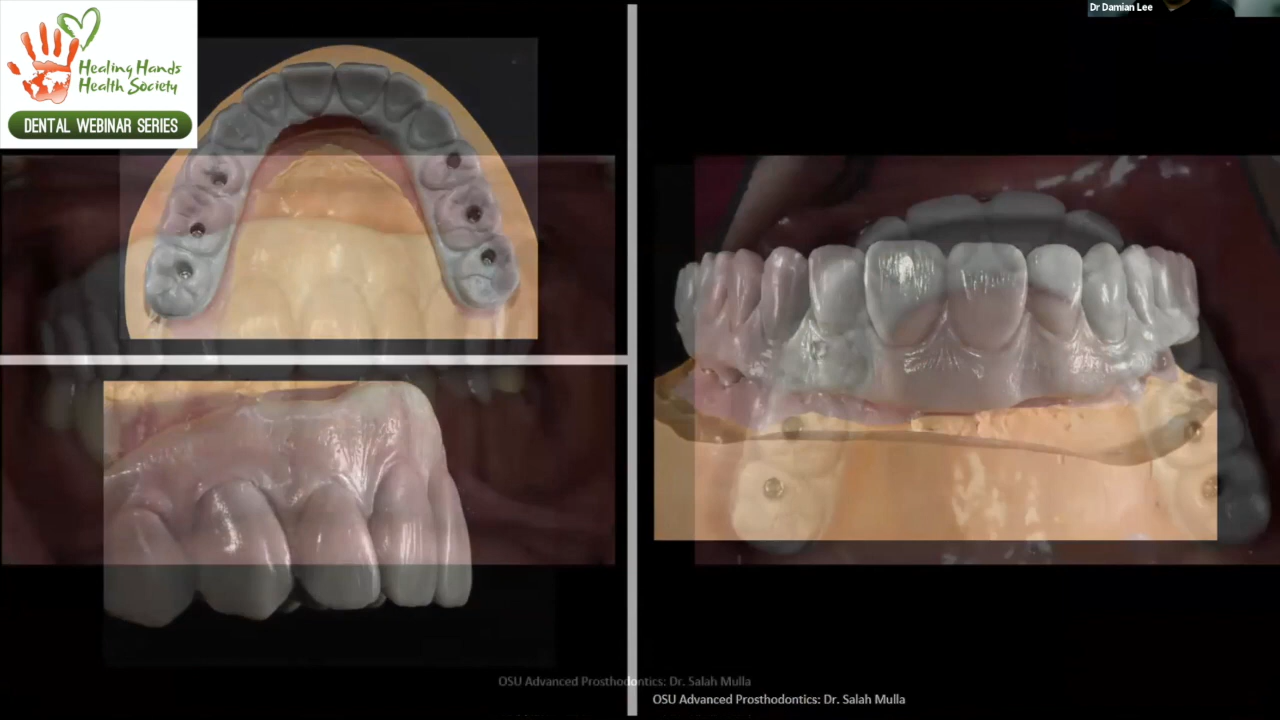 Healing Hands
Health Society
DENTAL WEBINAR SERIES
Dr Damian Lee
OSU Advanced Prosthodontics: Dr. Salah Mulla
OSU Advanced Prosthodontics: Dr. Salah Mulla